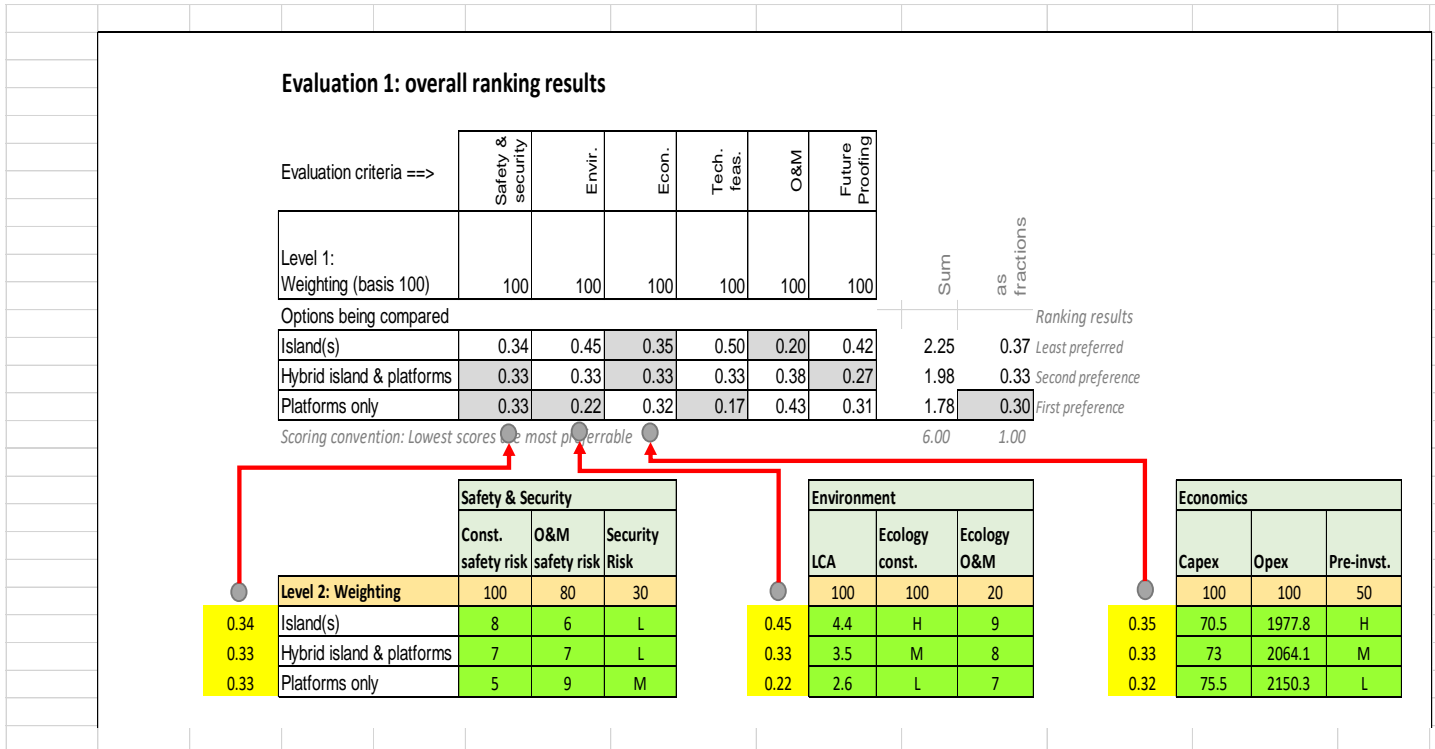 Evaluation 1: overall ranking results
Evaluation criteria ==> Safety & security Envir. Econ. Tech. feas. O&M Future Proofing
Level 1:
Weighting (basis 100) 100 100 100 100 100 100 Sum as fractions
Options being compared Ranking results
Island(s) 0.34 0.45 0.35 0.50 0.20 0.42 2.25 0.37 Least preferred
Hybrid island & platforms 0.33 0.33 0.33 0.33 0.38 0.27 1.98 0.33 Second preference
Platforms only 0.33 0.22 0.32 0.17 0.43 0.31 1.78 0.30 First preference
Scoring convention: Lowest scores most preferrable 6.00 1.00
Safety & Security Environment Economics
Const. O&M Security Ecology Ecology
safety risk safety risk Risk LCA const. O&M Capex Opex Pre-invst.
Level 2: Weighting 100 80 30 100 100 20 100 100 50
0.34 Island(s) 8 6 L 0.45 4.4 H 9 0.35 70.5 1977.8 H
0.33 Hybrid island & platforms 7 7 L 0.33 3.5 M 8 0.33 73 2064.1 M
0.33 Platforms only 5 9 M 0.22 2.6 L 7 0.32 75.5 2150.3 L